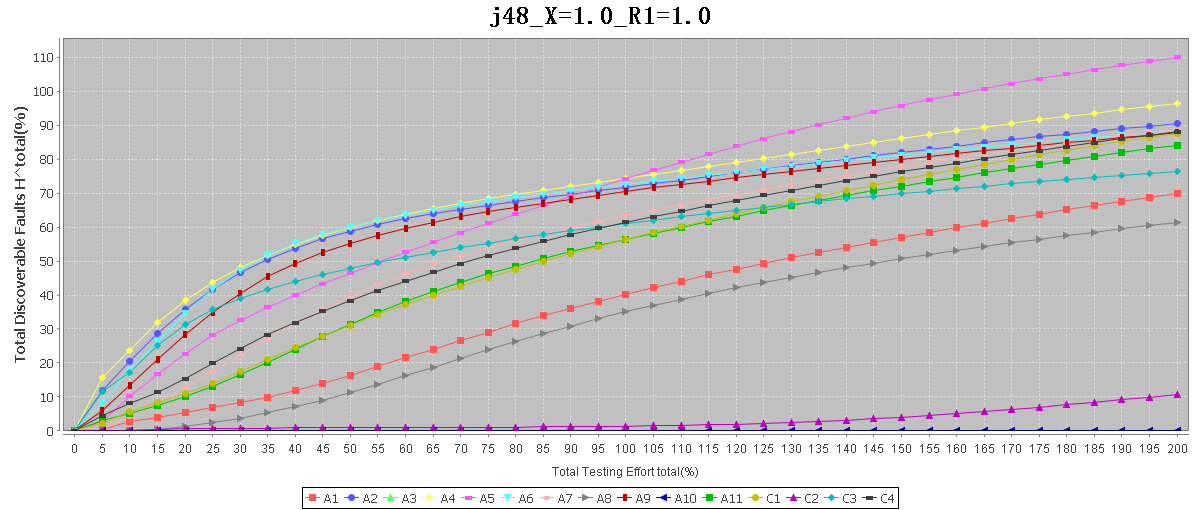 j48_X=1.0_R1=1.0
Total Discoverable Faults H^total(%)
110
100
90
80
70
60
50
40
30
20
10
0
0 5 10 15 20 25 30 35 40 45 50 55 60 65 70 75 80 85 90 95 100 105 110 115 120 125 130 135 140 145 150 155 160 165 170 175 180 185 190 195 200
Total Testing Effort total(%)
A1 A2 A3 A4 A5 A6 A7 A8 A9 A10 A11 C1 C2 C3 C4